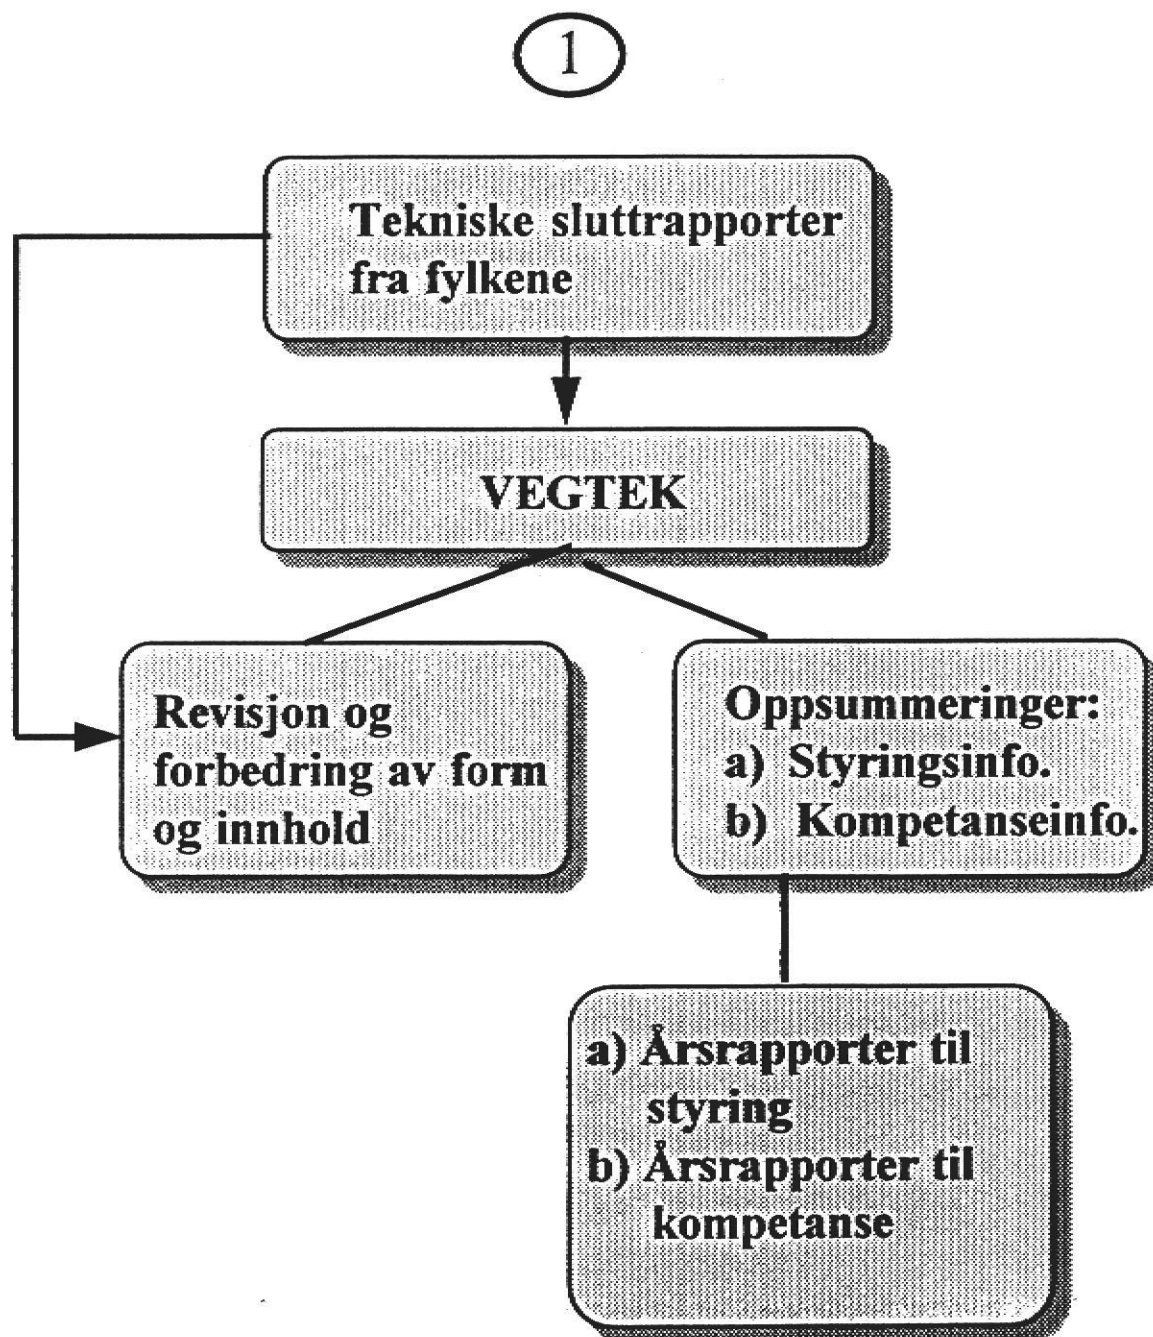 1
Tekniske sluttrapporter
fra fylkene
VEGTEK
Revisjon og
forbedring av form
og innhold
Oppsummeringer:
a) Styringsinfo.
b) Kompetanseinfo.
a) Årsrapporter til
styring
b) Årsrapporter til
kompetanse